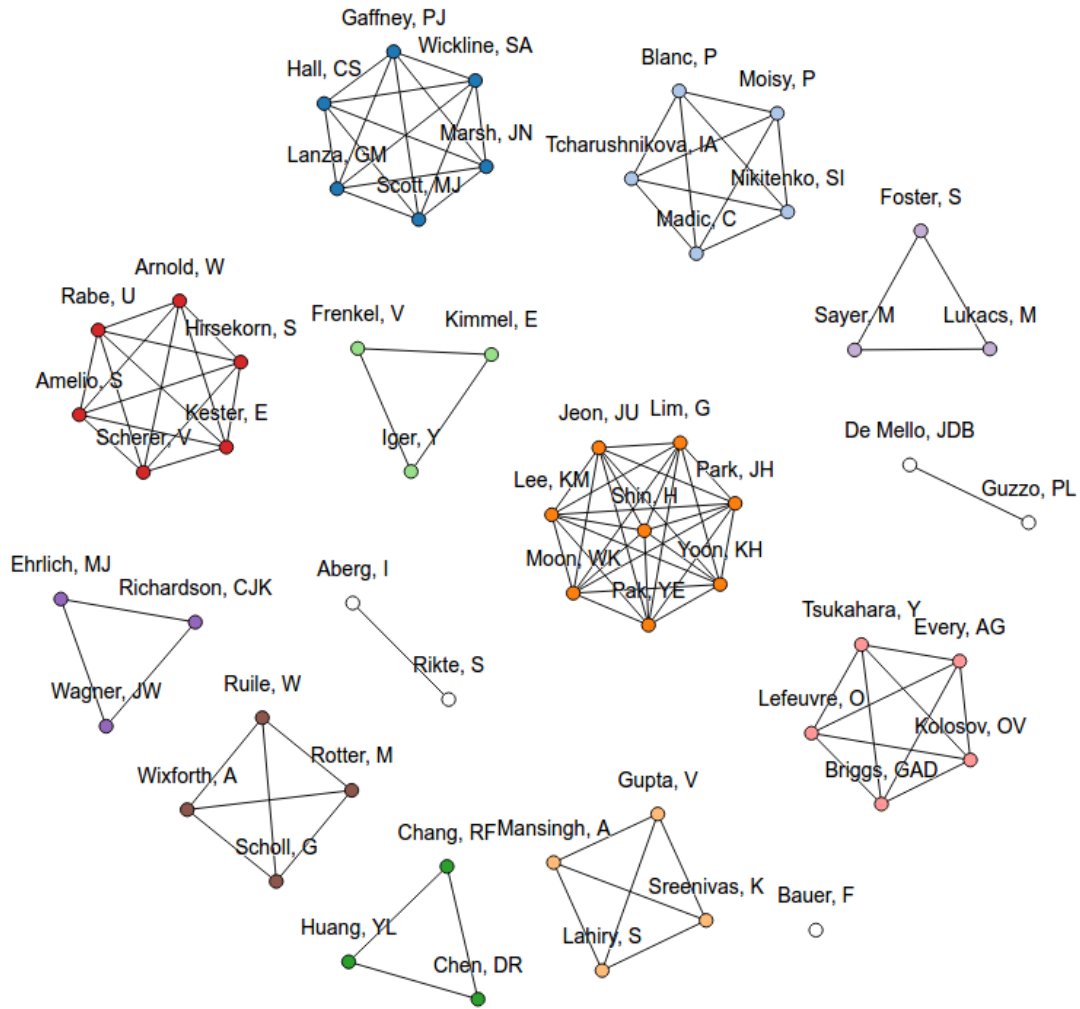 Gaffney, PJ
Wickline, SA
Hall, CS
Marsh, JN
Lanza, GM
Scott, MJ
Blanc, P
Moisy, P
Tcharushnikova, IA
Nikitenko, SI
Madic, C
Foster, S
Sayer, M
Lukacs, M
Arnold, W
Rabe, U
Hirsekorn, S
Amelio, S
Kester, E
Scherer, V
Frenkel, V
Kimmel, E
Iger, Y
Jeon, JU
Lim, G
Lee, KM
Park, JH
Shin, H
Moon, WK
Yoon, KH
Pak, YE
De Mello, JDB
Guzzo, PL
Ehrlich, MJ
Richardson, CJK
Wagner, JW
Aberg, I
Rikte, S
Tsukahara, Y
Every, AG
Lefeuvre, O
Kolosov, OV
Briggs, GAD
Ruile, W
Rotter, M
Wixforth, A
Scholl, G
Gupta, V
Mansingh, A
Sreenivas, K
Lahiry, S
Chang, RF
Huang, YL
Chen, DR
Bauer, F